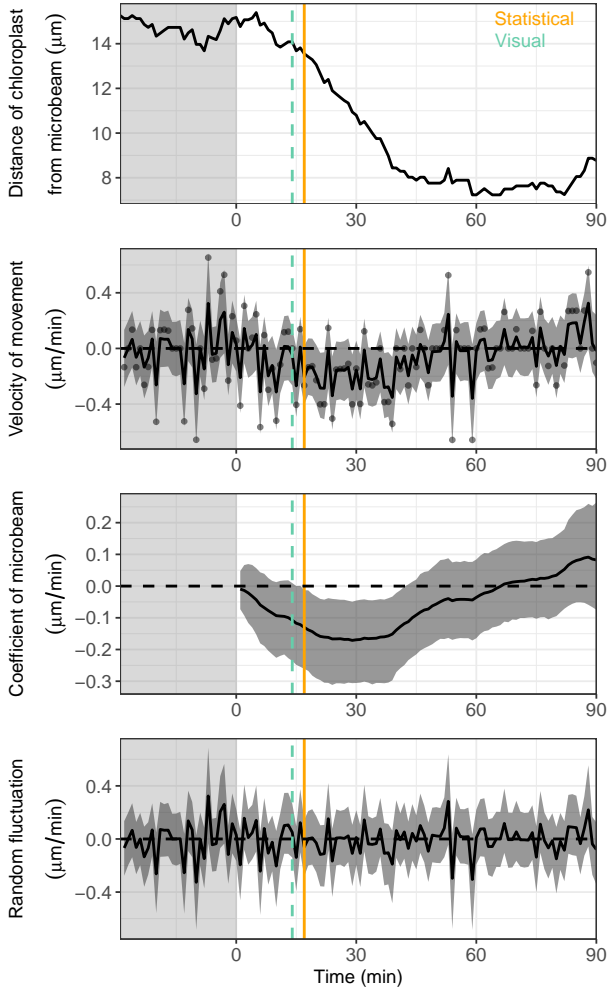 Distance of chloroplast
from microbeam (μm)
Statistical
Visual
14
12
10
8
0
30
60
90
Velocity of movement
(μm/min)
0.4
0.0
−0.4
0
30
60
90
Coefficient of microbeam
(μm/min)
0.2
0.1
0.0
−0.1
−0.2
−0.3
0
30
60
90
Random fluctuation
(μm/min)
0.4
0.0
−0.4
0
30
60
90
Time (min)